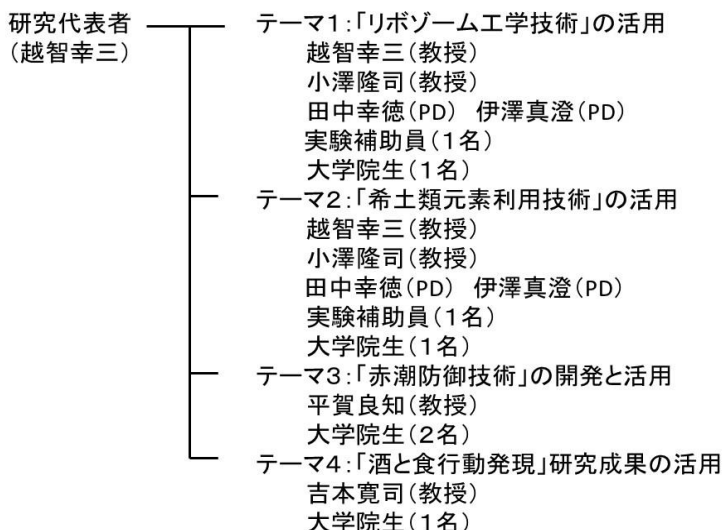 研究代表者
(越智幸三)
テーマ1:「リボゾーム工学技術」の活用
越智幸三(教授)
小澤隆司(教授)
田中幸徳(PD) 伊澤真澄(PD)
実験補助員(1名)
大学院生(1名)
テーマ2:「希土類元素利用技術」の活用
越智幸三(教授)
小澤隆司(教授)
田中幸徳(PD) 伊澤真澄(PD)
実験補助員(1名)
大学院生(1名)
テーマ3:「赤潮防御技術」の開発と活用
平賀良知(教授)
大学院生(2名)
テーマ4:「酒と食行動発現」研究成果の活用
吉本寛司(教授)
大学院生(1名)